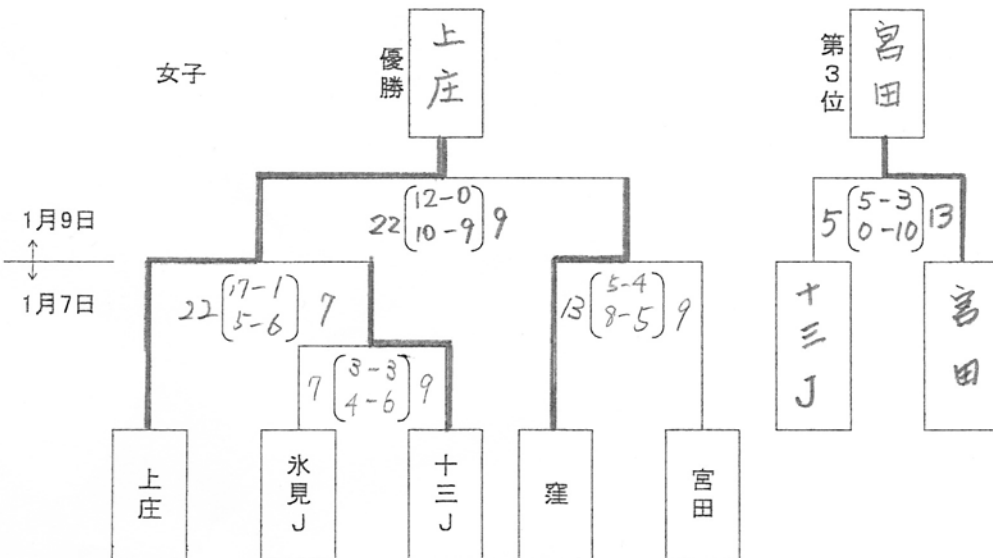 女子
優勝
上庄
第3位
宮田
22 (12-0 10-9) 9
5 (5-3 0-10) 13
1月9日
1月7日
22 (17-1 5-6) 7
13 (5-4 8-5) 9
7 (3-3 4-6) 9
十三J
宮田
上庄
氷見J
十三J
窪
宮田